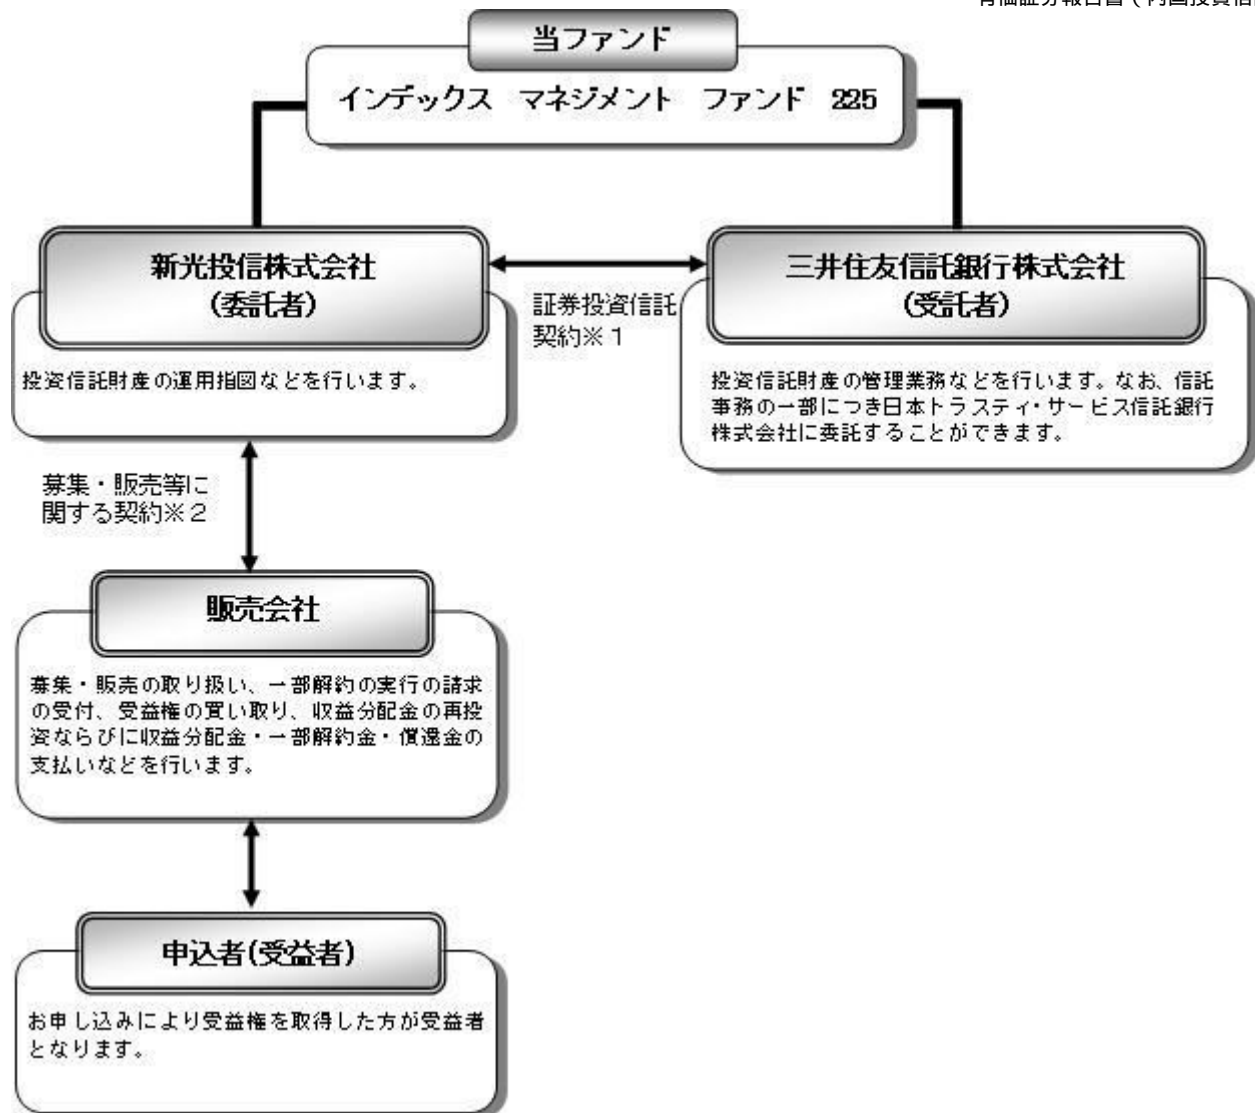 有価証券報告書（内国投資信
当ファンド
インデックス マネジメント ファンド 225
新光投信株式会社
(委託者)
三井住友信託銀行株式会社
(受託者)
証券投資信託
契約※１
投資信託財産の運用指図などを行います。
投資信託財産の管理業務などを行います。なお、信託
事務の一部につき日本トラスティ・サービス信託銀行
株式会社に委託することができます。
募集・販売等に
関する契約※２
販売会社
募集・販売の取り扱い、一部解約の実行の請求
の受付、受益権の買い取り、収益分配金の再投
資ならびに収益分配金・一部解約金・償還金の
支払いなどを行います。
申込者(受益者)
お申し込みにより受益権を取得した方が受益者
となります。